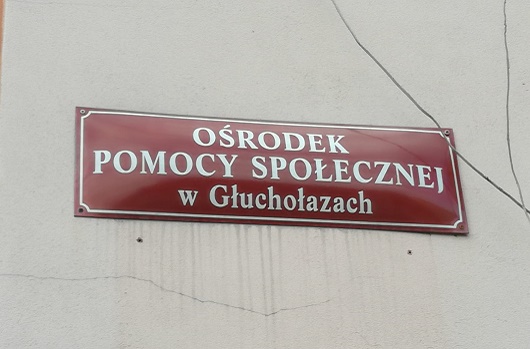 OŚRODEK
POMOCY SPOŁECZNEJ
w Głuchołazach